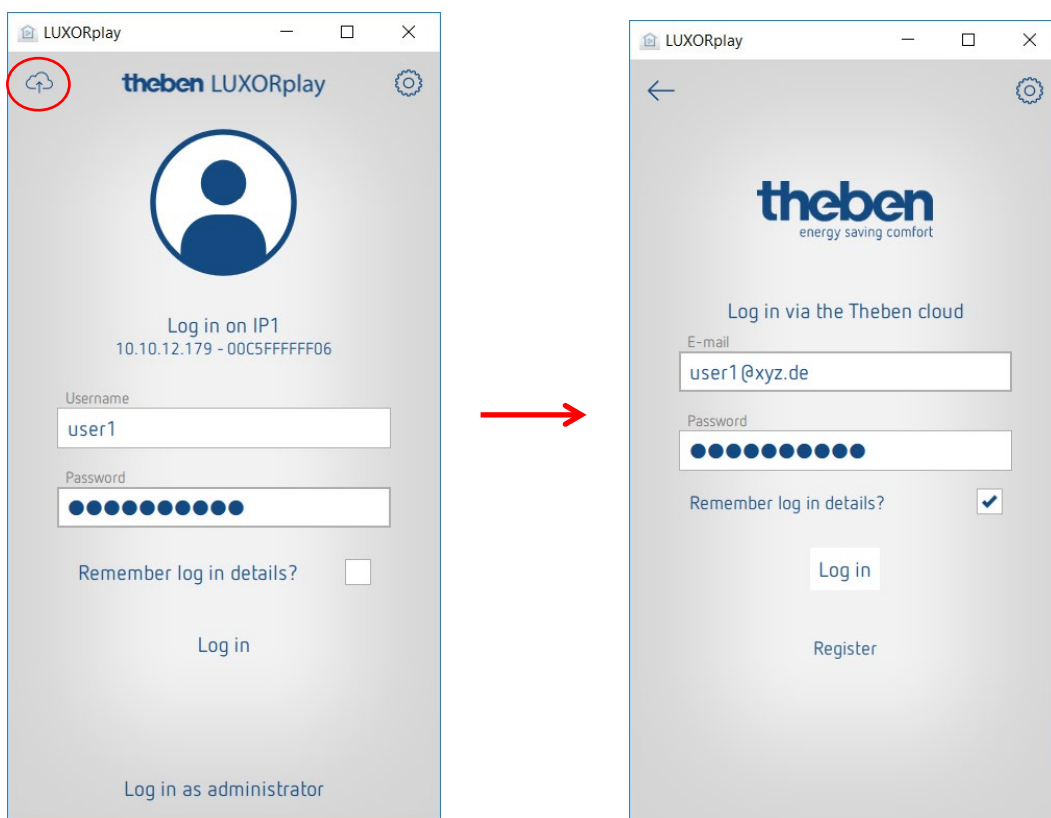 LUXORplay
theben LUXORplay
Log in on IP1
10.10.12.179 - 00C5FFFFFF06
Username
user1
Password
Remember log in details?
Log in
Log in as administrator
LUXORplay
theben
energy saving comfort
Log in via the Theben cloud
E-mail
user1@xyz.de
Password
Remember log in details?
Log in
Register